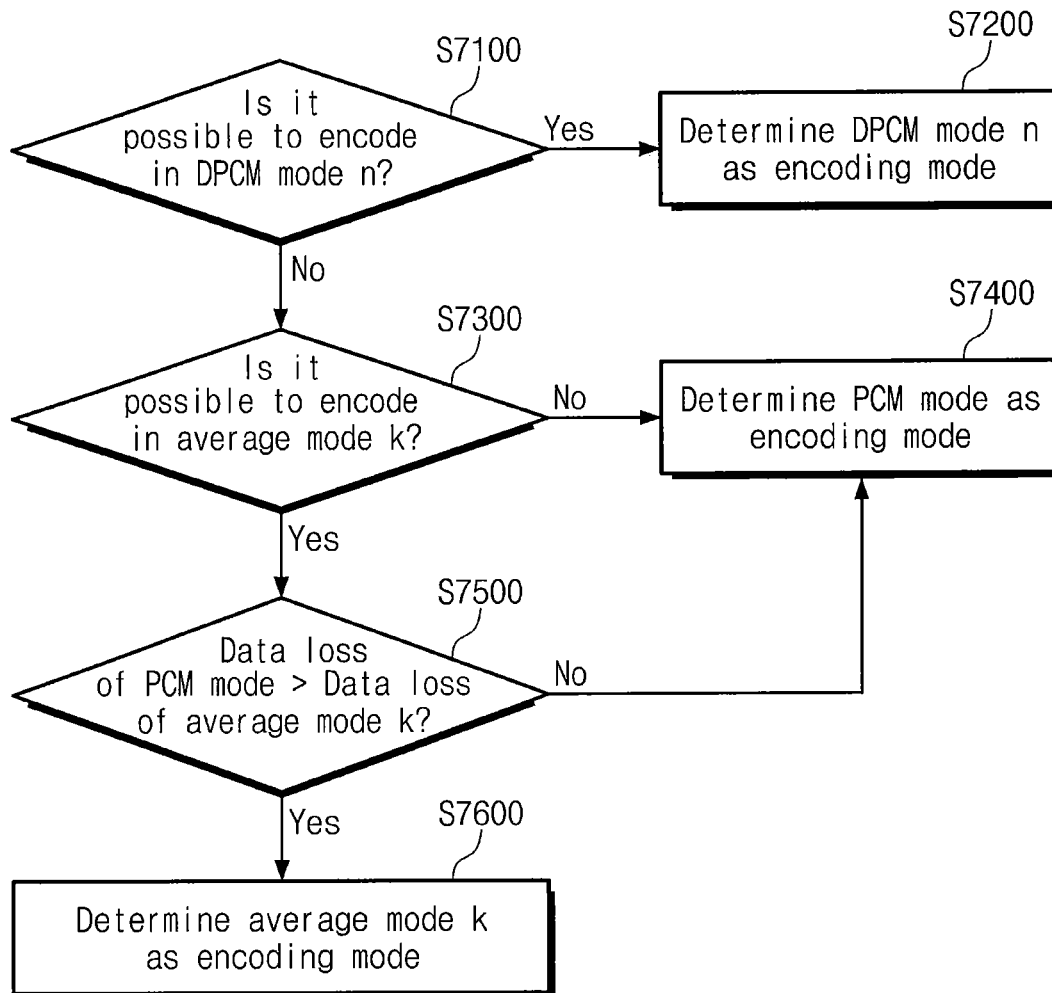 S7100
Is it
possible to encode
in DPCM mode n?
Yes
S7200
Determine DPCM mode n
as encoding mode
No
S7300
Is it
possible to encode
in average mode k?
No
S7400
Determine PCM mode as
encoding mode
Yes
S7500
Data loss
of PCM mode > Data loss
of average mode k?
No
Yes
S7600
Determine average mode k
as encoding mode